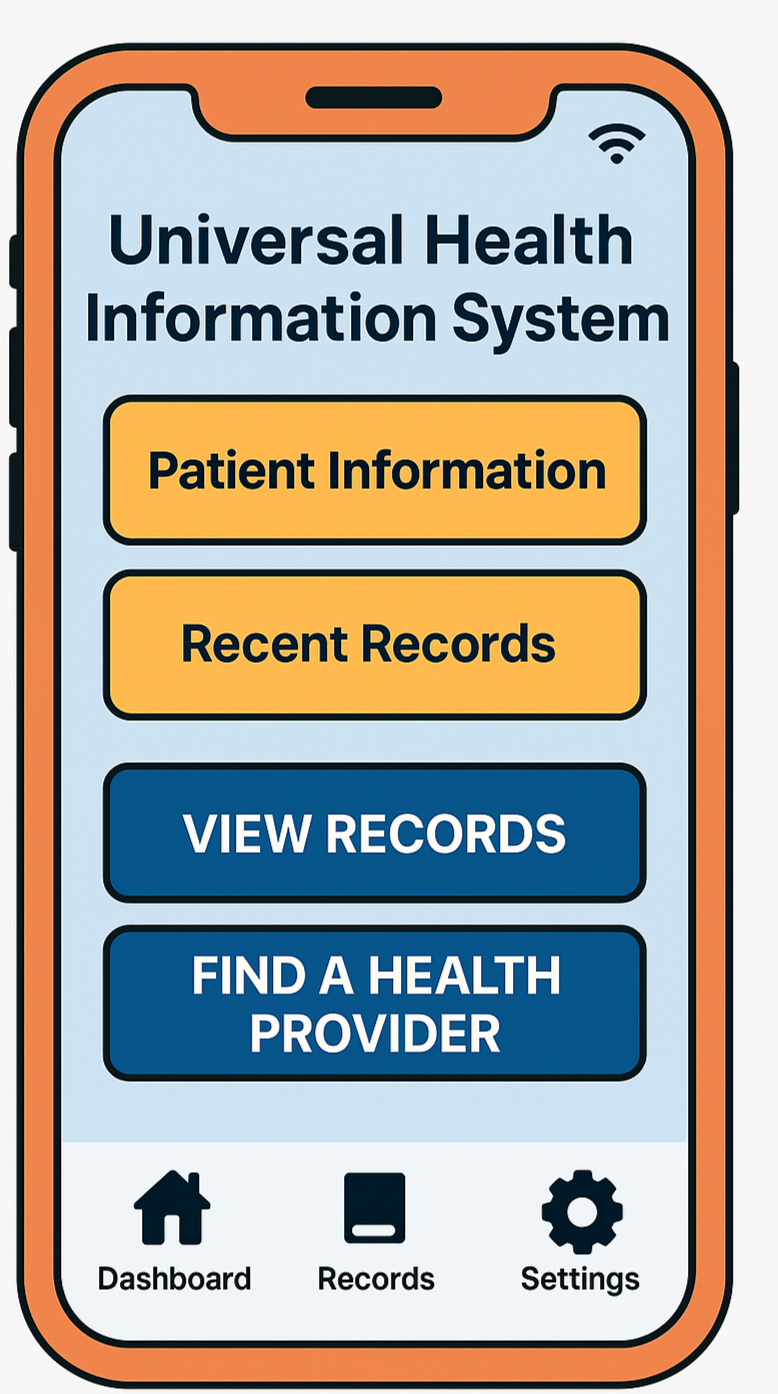 Universal Health
Information System
Patient Information
Recent Records
VIEW RECORDS
FIND A HEALTH
PROVIDER
Dashboard
Records
Settings